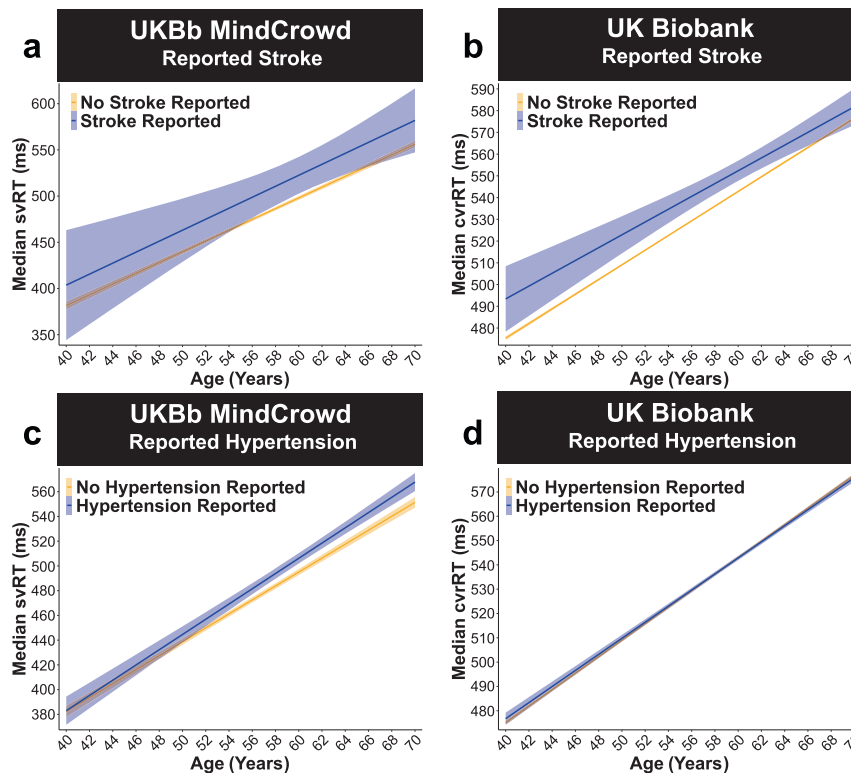 a
UKBb MindCrowd
Reported Stroke
No Stroke Reported
Stroke Reported
Median svRT (ms)
600
550
500
450
400
350
40 42 44 46 48 50 52 54 56 58 60 62 64 66 68 70
Age (Years)
b
UK Biobank
Reported Stroke
No Stroke Reported
Stroke Reported
Median cvrRT (ms)
590
580
570
560
550
540
530
520
510
500
490
480
40 42 44 46 48 50 52 54 56 58 60 62 64 66 68 70
Age (Years)
c
UKBb MindCrowd
Reported Hypertension
No Hypertension Reported
Hypertension Reported
Median svRT (ms)
560
540
520
500
480
460
440
420
400
380
40 42 44 46 48 50 52 54 56 58 60 62 64 66 68 70
Age (Years)
d
UK Biobank
Reported Hypertension
No Hypertension Reported
Hypertension Reported
Median cvrRT (ms)
570
560
550
540
530
520
510
500
490
480
40 42 44 46 48 50 52 54 56 58 60 62 64 66 68 70
Age (Years)